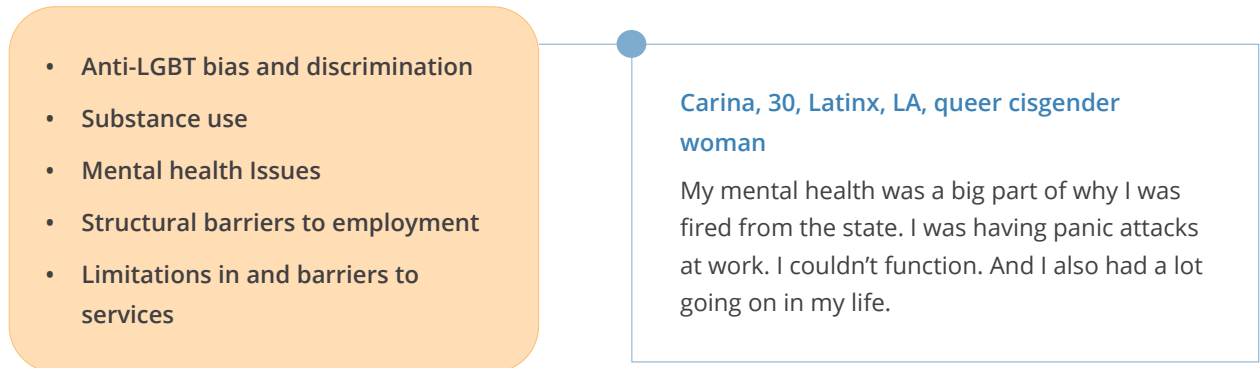 • Anti-LGBT bias and discrimination
• Substance use
• Mental health Issues
• Structural barriers to employment
• Limitations in and barriers to
services
Carina, 30, Latinx, LA, queer cisgender
woman
My mental health was a big part of why I was
fired from the state. I was having panic attacks
at work. I couldn’t function. And I also had a lot
going on in my life.